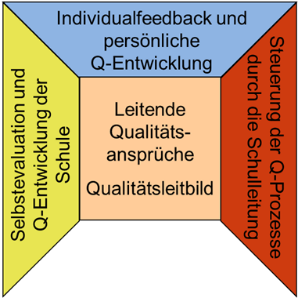 Individualfeedback und
persönliche
Q-Entwicklung
Selbstevaluation und
Q-Entwicklung der
Schule
Leitende
Qualitäts-
ansprüche
Qualitätsleitbild
Steuerung der Q-Prozesse
durch die Schulleitung